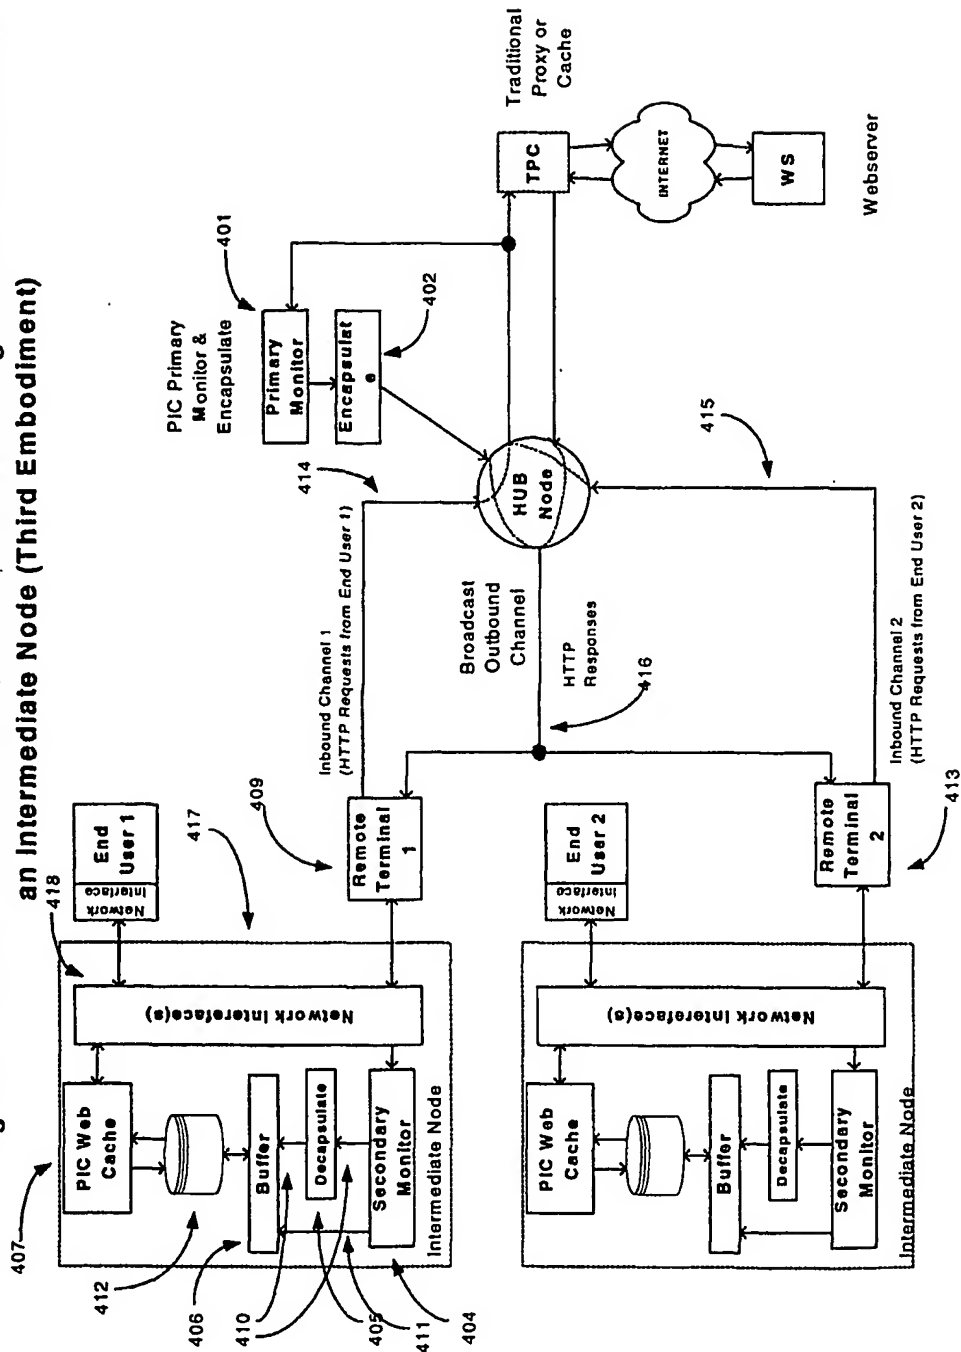 an Intermediate Node (Third Embodiment)
407
412
406
410
405
411
404
418
417
PIC Web
Cache
Buffer
Decapsulate
Secondary
Monitor
Network Intereface(s)
Intermediate Node
Network
Interface
End
User 1
409
Remote
Terminal
1
Inbound Channel 1
(HTTP Requests from End User 1)
414
PIC Primary
Monitor &
Encapsulate
Primary
Monitor
Encapsulat
e
401
402
Traditional
Proxy or
Cache
TPC
INTERNET
WS
Webserver
HUB
Node
Broadcast
Outbound
Channel
HTTP
Responses
416
415
Inbound Channel 2
(HTTP Requests from End User 2)
PIC Web
Cache
Buffer
Decapsulate
Secondary
Monitor
Network Intereface(s)
Intermediate Node
Network
Interface
End
User 2
Remote
Terminal
2
413